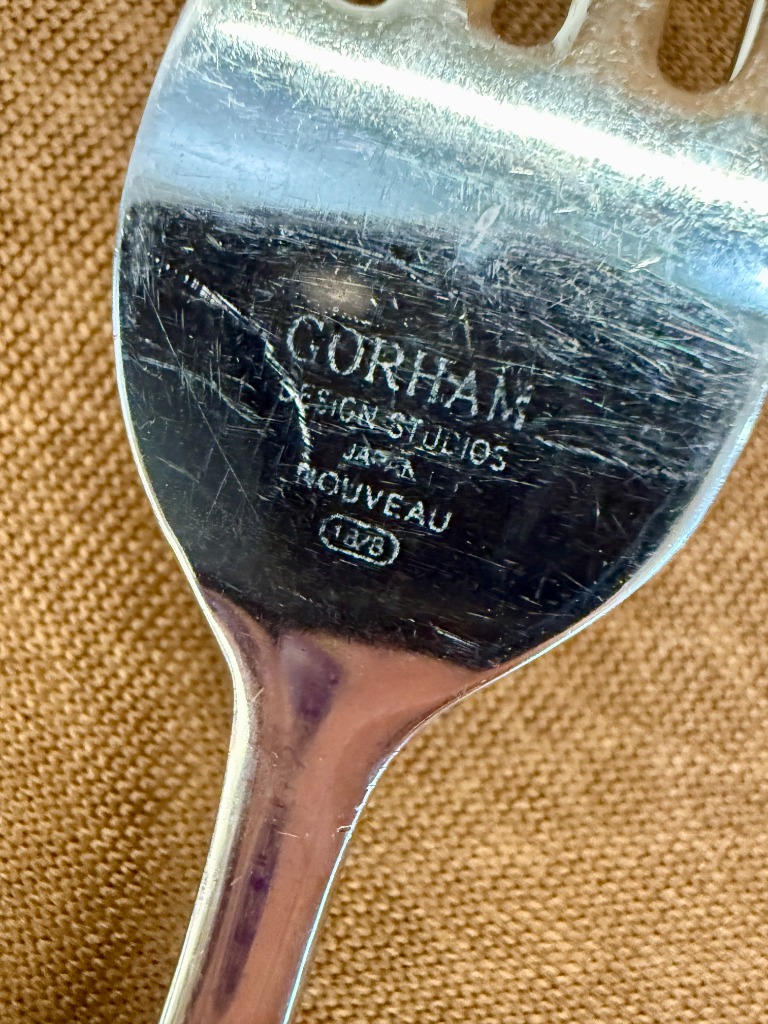 GORHAM
DESIGN STUDIOS
JAPAN
NOUVEAU
18/8